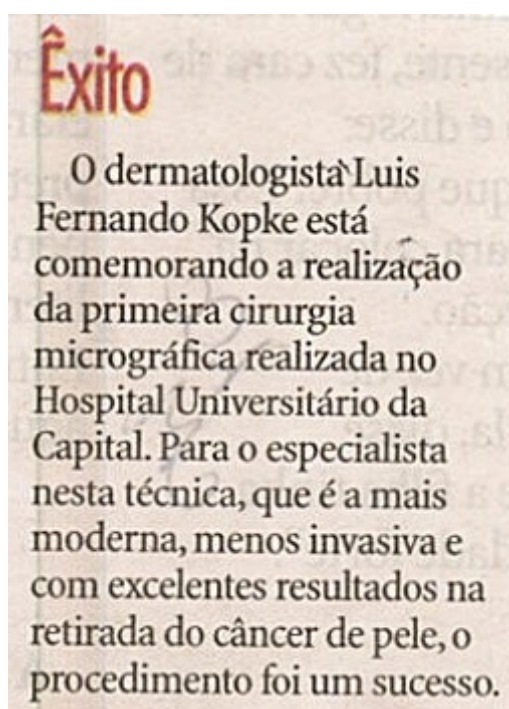 Êxito
O dermatologista Luis
Fernando Kopke está
comemorando a realização
da primeira cirurgia
micrográfica realizada no
Hospital Universitário da
Capital. Para o especialista
nesta técnica, que é a mais
moderna, menos invasiva e
com excelentes resultados na
retirada do câncer de pele, o
procedimento foi um sucesso.